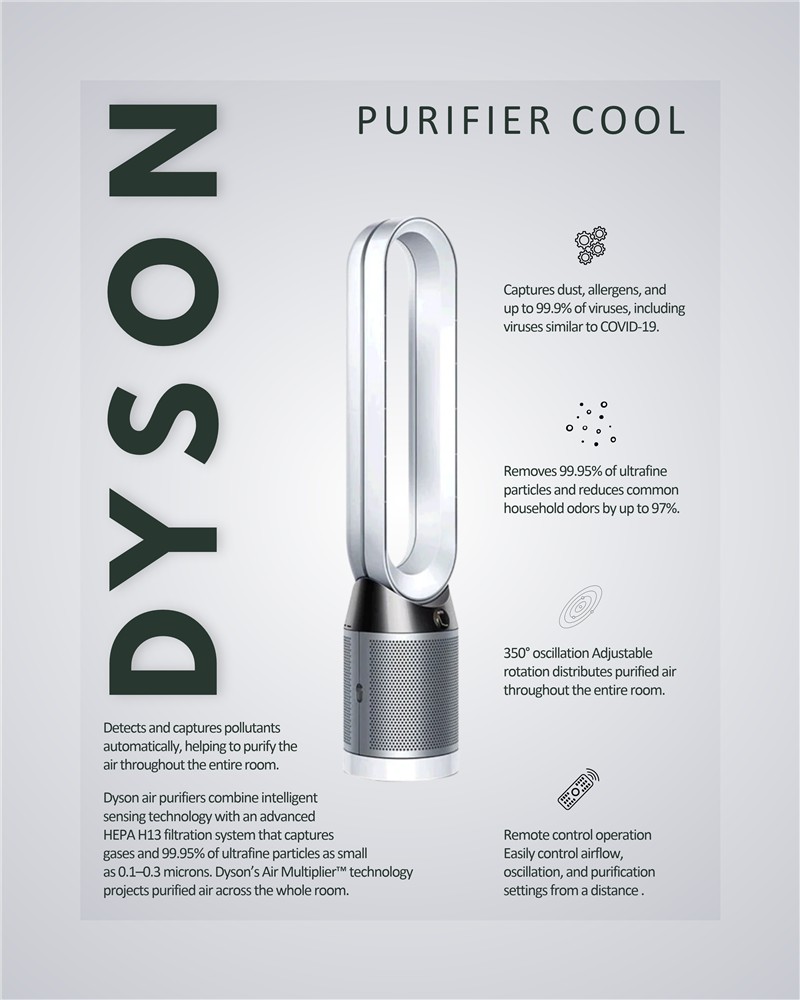 DYSON
PURIFIER COOL
Captures dust, allergens, and
up to 99.9% of viruses, including
viruses similar to COVID-19.
Removes 99.95% of ultrafine
particles and reduces common
household odors by up to 97%.
350° oscillation Adjustable
rotation distributes purified air
throughout the entire room.
Remote control operation
Easily control airflow,
oscillation, and purification
settings from a distance .
Detects and captures pollutants
automatically, helping to purify the
air throughout the entire room.
Dyson air purifiers combine intelligent
sensing technology with an advanced
HEPA H13 filtration system that captures
gases and 99.95% of ultrafine particles as small
as 0.1–0.3 microns. Dyson’s Air Multiplier™ technology
projects purified air across the whole room.